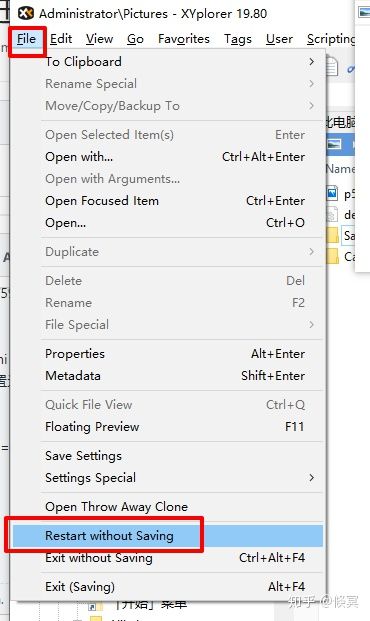 Administrator\Pictures - XYplorer 19.80
File Edit View Go Favorites Tags User Scripting
To Clipboard
Rename Special
Move/Copy/Backup To
Open Selected Item(s) Enter
Open with... Ctrl+Alt+Enter
Open with Arguments...
Open Focused Item Ctrl+Enter
Open... Ctrl+O
Duplicate
Delete Del
Rename F2
File Special
Properties Alt+Enter
Metadata Shift+Enter
Quick File View Ctrl+Q
Floating Preview F11
Save Settings
Settings Special
Open Throw Away Clone
Restart without Saving
Exit without Saving Ctrl+Alt+F4
Exit (Saving) Alt+F4
此电脑
Name
p5
de
Sa
Ca
「开始」菜单
知乎